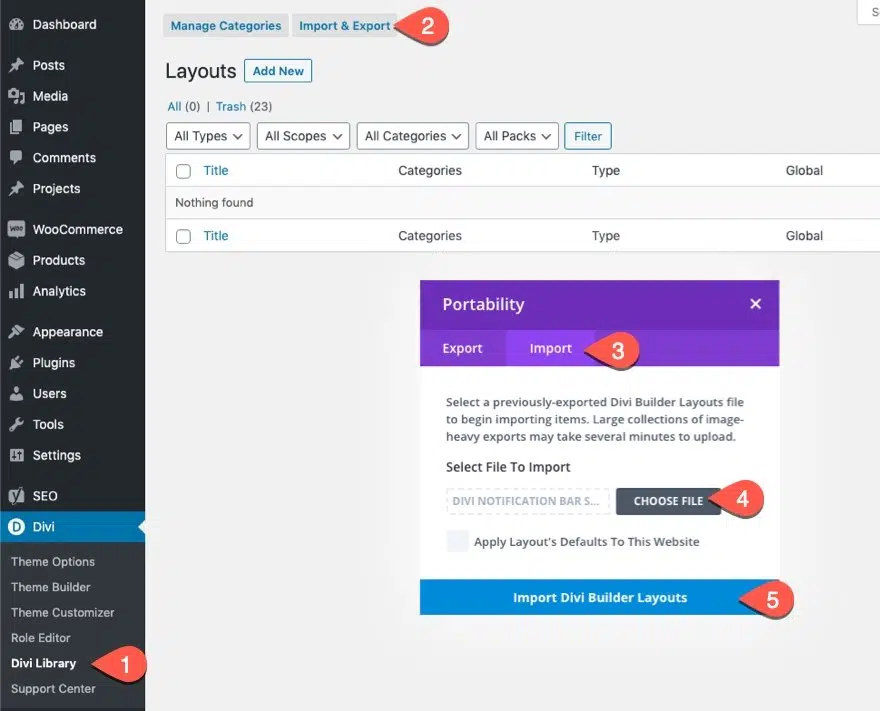 Dashboard
Posts
Media
Pages
Comments
Projects
WOO WooCommerce
Products
Analytics
Appearance
Plugins
Users
Tools
Settings
SEO
D Divi
Theme Options
Theme Builder
Theme Customizer
Role Editor
Divi Library 1
Support Center
Manage Categories Import & Export 2
S
Layouts Add New
All (0) | Trash (23)
All Types All Scopes All Categories All Packs Filter
Title Categories Type Global
Nothing found
Title Categories Type Global
Portability ×
Export Import 3
Select a previously-exported Divi Builder Layouts file
to begin importing items. Large collections of image-
heavy exports may take several minutes to upload.
Select File To Import
DIVI NOTIFICATION BAR S... CHOOSE FILE 4
Apply Layout's Defaults To This Website
Import Divi Builder Layouts 5